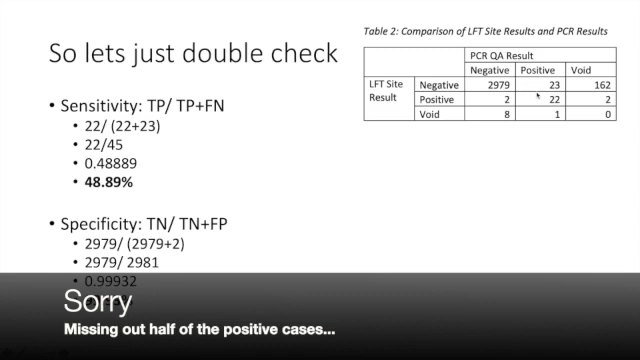 So lets just double check
• Sensitivity: TP/ TP+FN
• 22/ (22+23)
• 22/45
• 0.48889
• 48.89%
• Specificity: TN/ TN+FP
• 2979/ (2979+2)
• 2979/ 2981
• 0.99932
Table 2: Comparison of LFT Site Results and PCR Results
PCR QA Result
Negative Positive Void
LFT Site Negative 2979 23 162
Result Positive 2 22 2
Void 8 1 0
Sorry
Missing out half of the positive cases...